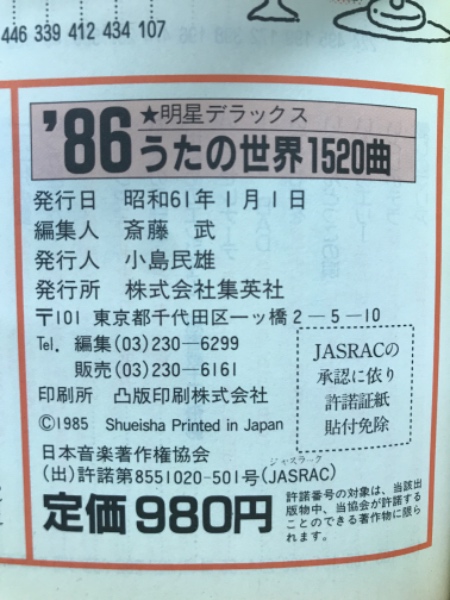 446 339 412 434 107
'86
★明星デラックス
うたの世界1520曲
発行日 昭和61年1月1日
編集人 斎藤 武
発行人 小島民雄
発行所 株式会社集英社
〒101 東京都千代田区一ッ橋2－5－10
Tel. 編集(03)230―6299
販売(03)230―6161
印刷所 凸版印刷株式会社
©1985 Shueisha Printed in Japan
JASRACの
承認に依り
許諾証紙
貼付免除
日本音楽著作権協会
ジャスラック
(出)許諾第8551020-501号(JASRAC)
定価980円
許諾番号の対象は、当該出
版物中、当協会が許諾する
ことのできる著作物に限ら
れます。